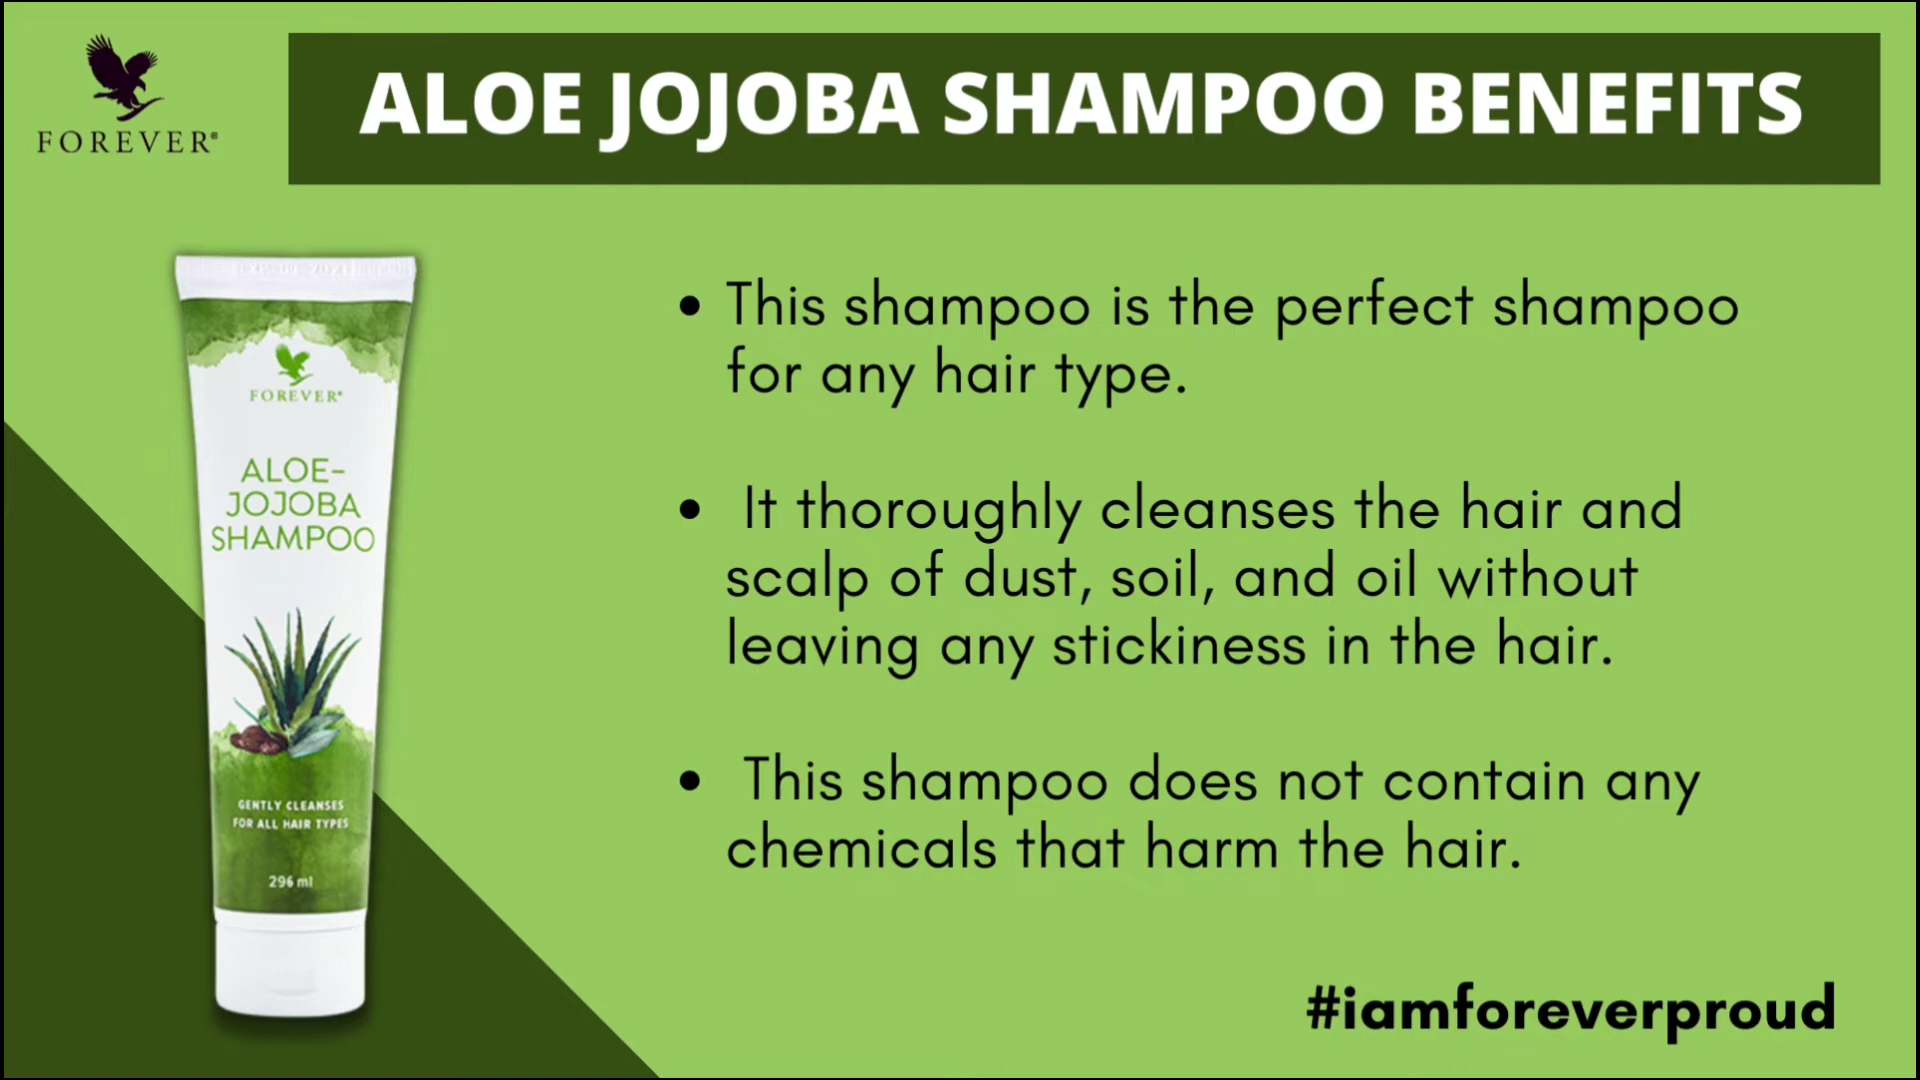 FOREVER®
ALOE JOJOBA SHAMPOO BENEFITS
FOREVER®
ALOE-
JOJOBA
SHAMPOO
GENTLY CLEANSES
FOR ALL HAIR TYPES
296 ml
• This shampoo is the perfect shampoo
for any hair type.
• It thoroughly cleanses the hair and
scalp of dust, soil, and oil without
leaving any stickiness in the hair.
• This shampoo does not contain any
chemicals that harm the hair.
#iamforeverproud